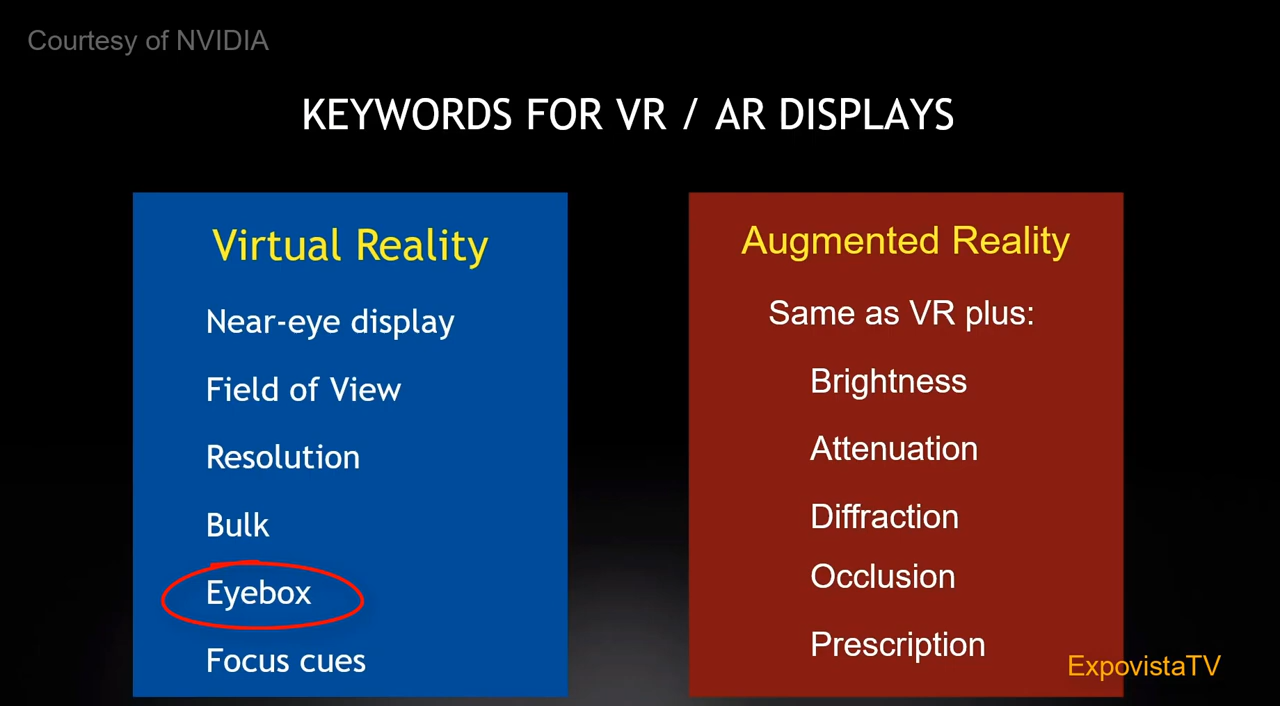 Courtesy of NVIDIA
KEYWORDS FOR VR / AR DISPLAYS
Virtual Reality
Near-eye display
Field of View
Resolution
Bulk
Eyebox
Focus cues
Augmented Reality
Same as VR plus:
Brightness
Attenuation
Diffraction
Occlusion
Prescription
ExpovistaTV